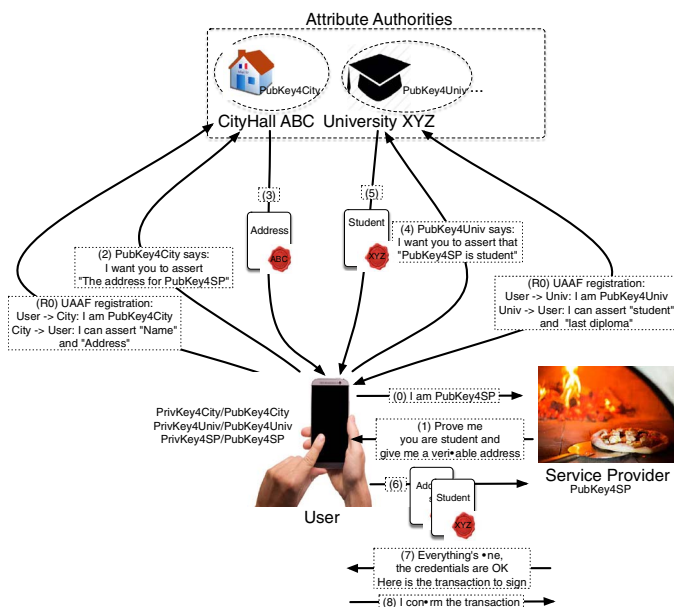 Attribute Authorities
PubKey4City
PubKey4Univ ...
CityHall ABC University XYZ
(3)
(5)
Address
ABC
Student
XYZ
(2) PubKey4City says:
I want you to assert
"The address for PubKey4SP"
(4) PubKey4Univ says:
I want you to assert that
"PubKey4SP is student"
(R0) UAAF registration:
User -> City: I am PubKey4City
City -> User: I can assert "Name"
and "Address"
(R0) UAAF registration:
User -> Univ: I am PubKey4Univ
Univ -> User: I can assert "student"
and "last diploma"
PrivKey4City/PubKey4City
PrivKey4Univ/PubKey4Univ
PrivKey4SP/PubKey4SP
(0) I am PubKey4SP
(1) Prove me
you are student and
give me a veri•able address
User
Service Provider
PubKey4SP
(6)
Student
XYZ
(7) Everything's •ne,
the credentials are OK
Here is the transaction to sign
(8) I con•rm the transaction